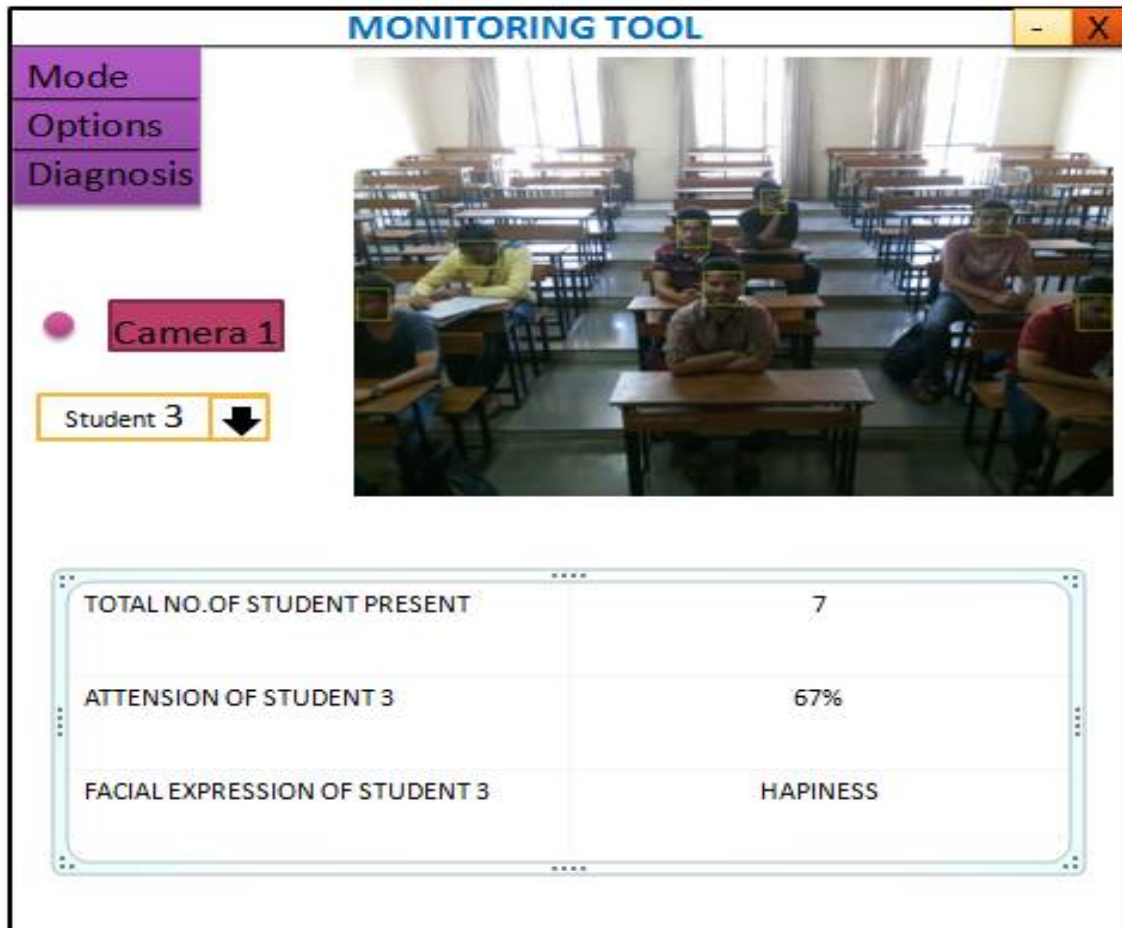 MONITORING TOOL
- X
Mode
Options
Diagnosis
Camera 1
Student 3
TOTAL NO.OF STUDENT PRESENT 7
ATTENSION OF STUDENT 3 67%
FACIAL EXPRESSION OF STUDENT 3 HAPINESS